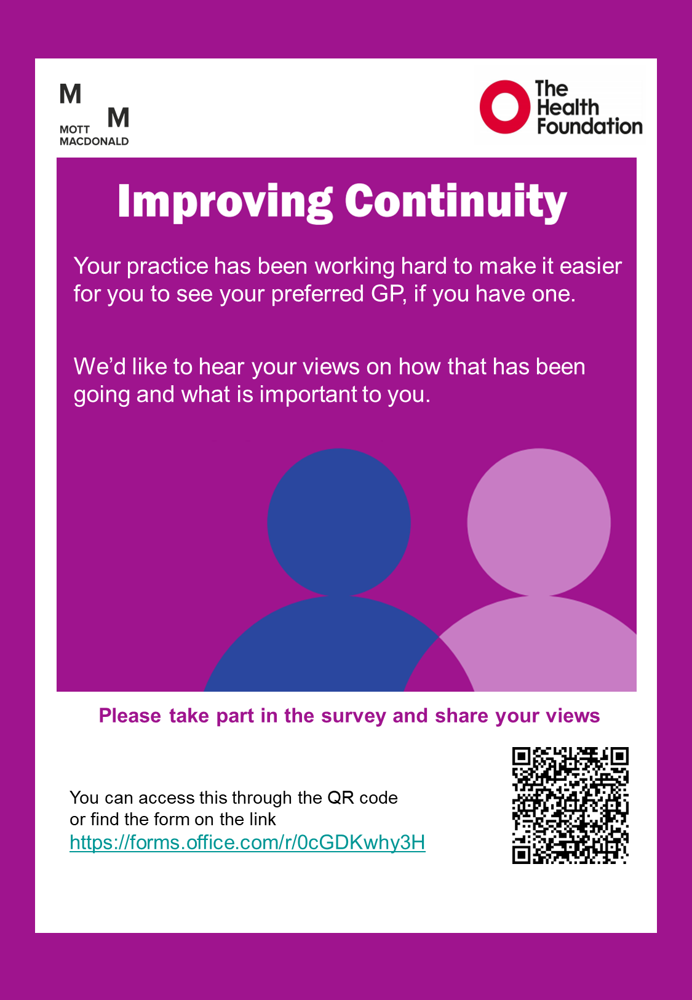 M
M
MOTT
MACDONALD
The
Health
Foundation
Improving Continuity
Your practice has been working hard to make it easier
for you to see your preferred GP, if you have one.
We’d like to hear your views on how that has been
going and what is important to you.
Please take part in the survey and share your views
You can access this through the QR code
or find the form on the link
https://forms.office.com/r/0cGDKwhy3H